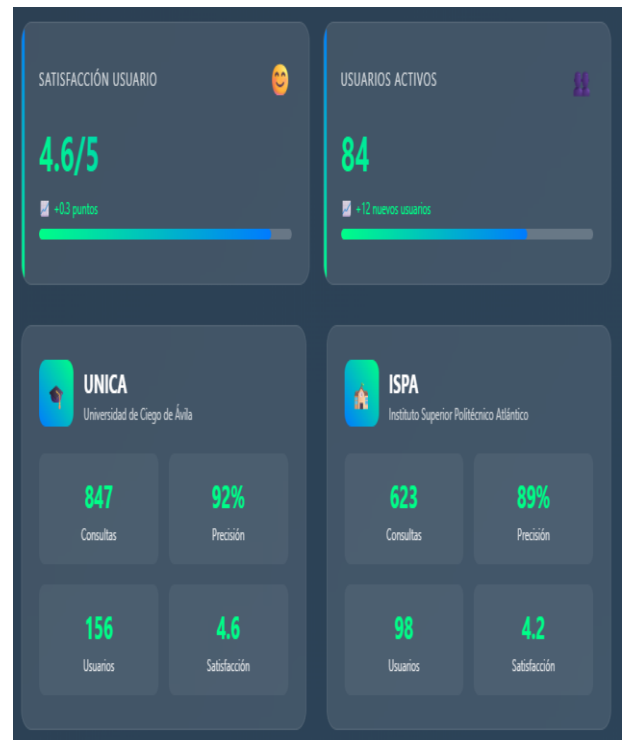 SATISFACCIÓN USUARIO
4.6/5
+0.3 puntos
USUARIOS ACTIVOS
84
+12 nuevos usuarios
UNICA
Universidad de Ciego de Ávila
847
Consultas
92%
Precisión
156
Usuarios
4.6
Satisfacción
ISPA
Instituto Superior Politécnico Atlántico
623
Consultas
89%
Precisión
98
Usuarios
4.2
Satisfacción